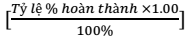 [Tỷ lệ % hoàn thành ×1.00
100%]